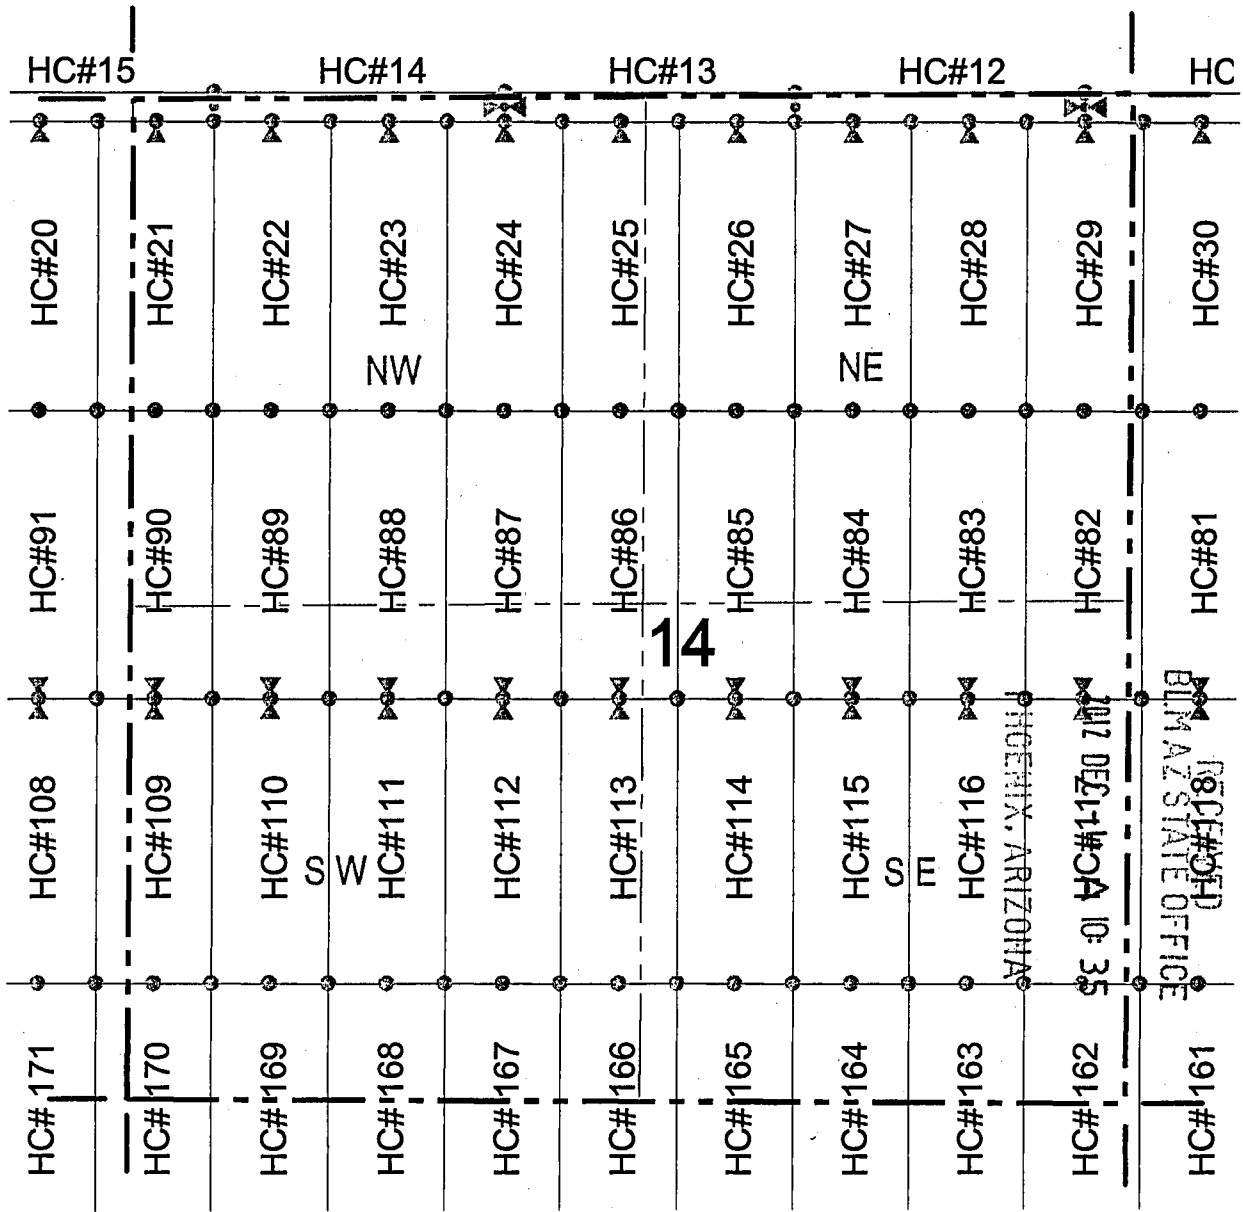 HC#15 HC#14 HC#13 HC#12 HC
HC#20 HC#21 HC#22 HC#23 HC#24 HC#25 HC#26 HC#27 HC#28 HC#29 HC#30
NW NE
HC#91 HC#90 HC#89 HC#88 HC#87 HC#86 HC#85 HC#84 HC#83 HC#82 HC#81
14
HC#108 HC#109 HC#110 HC#111 HC#112 HC#113 HC#114 HC#115 HC#116 HC#117 HC#118
SW SE
HC#171 HC#170 HC#169 HC#168 HC#167 HC#166 HC#165 HC#164 HC#163 HC#162 HC#161
RECEIVED
BLM AZ STATE OFFICE
2017 DEC -1 A 10: 35
PHOENIX, ARIZONA